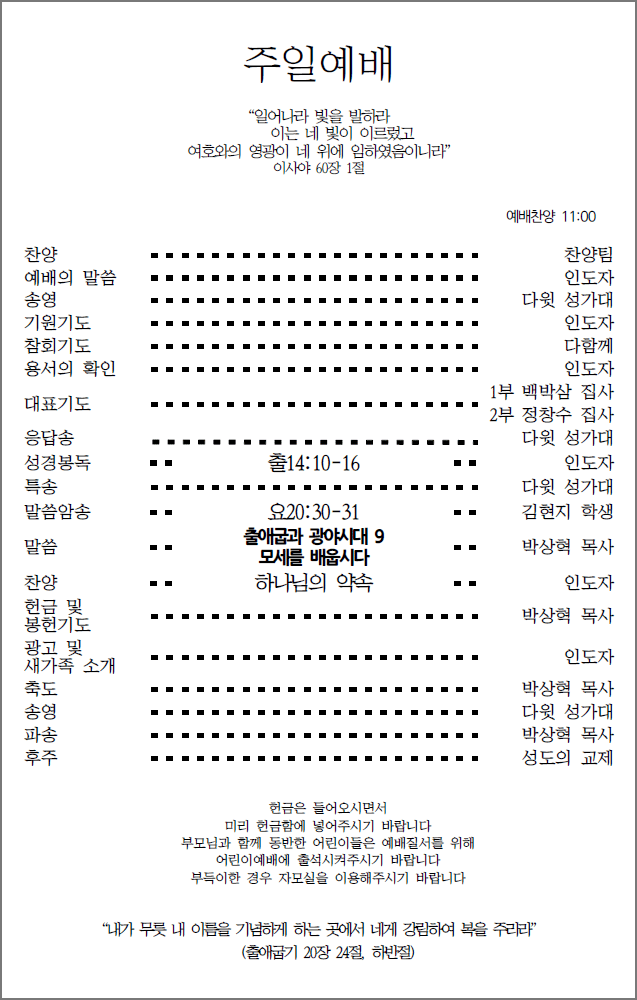 주일예배
“일어나라 빛을 발하라
이는 네 빛이 이르렀고
여호와의 영광이 네 위에 임하였음이니라”
이사야 60장 1절
예배찬양 11:00
찬양 찬양팀
예배의 말씀 인도자
송영 다윗 성가대
기원기도 인도자
참회기도 다함께
용서의 확인 인도자
대표기도 1부 백박삼 집사
2부 정창수 집사
응답송 다윗 성가대
성경봉독 출14:10-16 인도자
특송 다윗 성가대
말씀암송 요20:30-31 김현지 학생
말씀 출애굽과 광야시대 9 박상혁 목사
모세를 배웁시다
찬양 하나님의 약속 인도자
헌금 및
봉헌기도 박상혁 목사
광고 및
새가족 소개 인도자
축도 박상혁 목사
송영 다윗 성가대
파송 박상혁 목사
후주 성도의 교제
헌금은 들어오시면서
미리 헌금함에 넣어주시기 바랍니다
부모님과 함께 동반한 어린이들은 예배질서를 위해
어린이예배에 출석시켜주시기 바랍니다
부득이한 경우 자모실을 이용해주시기 바랍니다
“내가 무릇 내 이름을 기념하게 하는 곳에서 네게 강림하여 복을 주리라”
(출애굽기 20장 24절, 하반절)